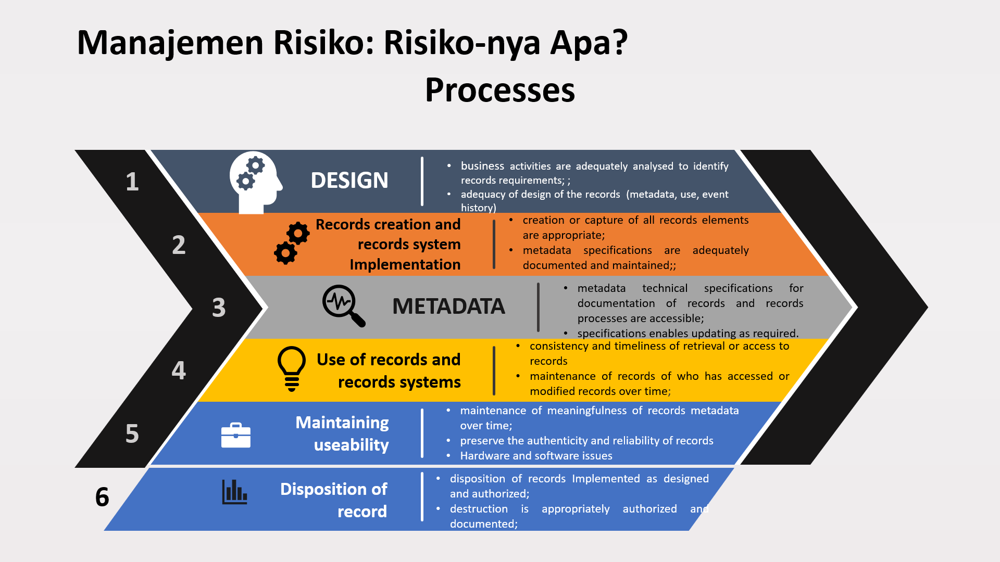 Manajemen Risiko: Risiko-nya Apa?
Processes
1
DESIGN
• business activities are adequately analysed to identify
records requirements; ;
• adequacy of design of the records (metadata, use, event
history)
2
Records creation and
records system
Implementation
• creation or capture of all records elements
are appropriate;
• metadata specifications are adequately
documented and maintained;;
3
METADATA
• metadata technical specifications for
documentation of records and records
processes are accessible;
• specifications enables updating as required.
4
Use of records and
records systems
• consistency and timeliness of retrieval or access to
records
• maintenance of records of who has accessed or
modified records over time;
5
Maintaining
useability
• maintenance of meaningfulness of records metadata
over time;
• preserve the authenticity and reliability of records
• Hardware and software issues
6
Disposition of
record
• disposition of records Implemented as designed
and authorized;
• destruction is appropriately authorized and
documented;